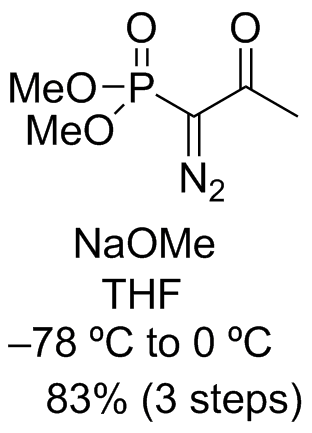 O O
MeO P
MeO
N2
NaOMe
THF
–78 ºC to 0 ºC
83% (3 steps)